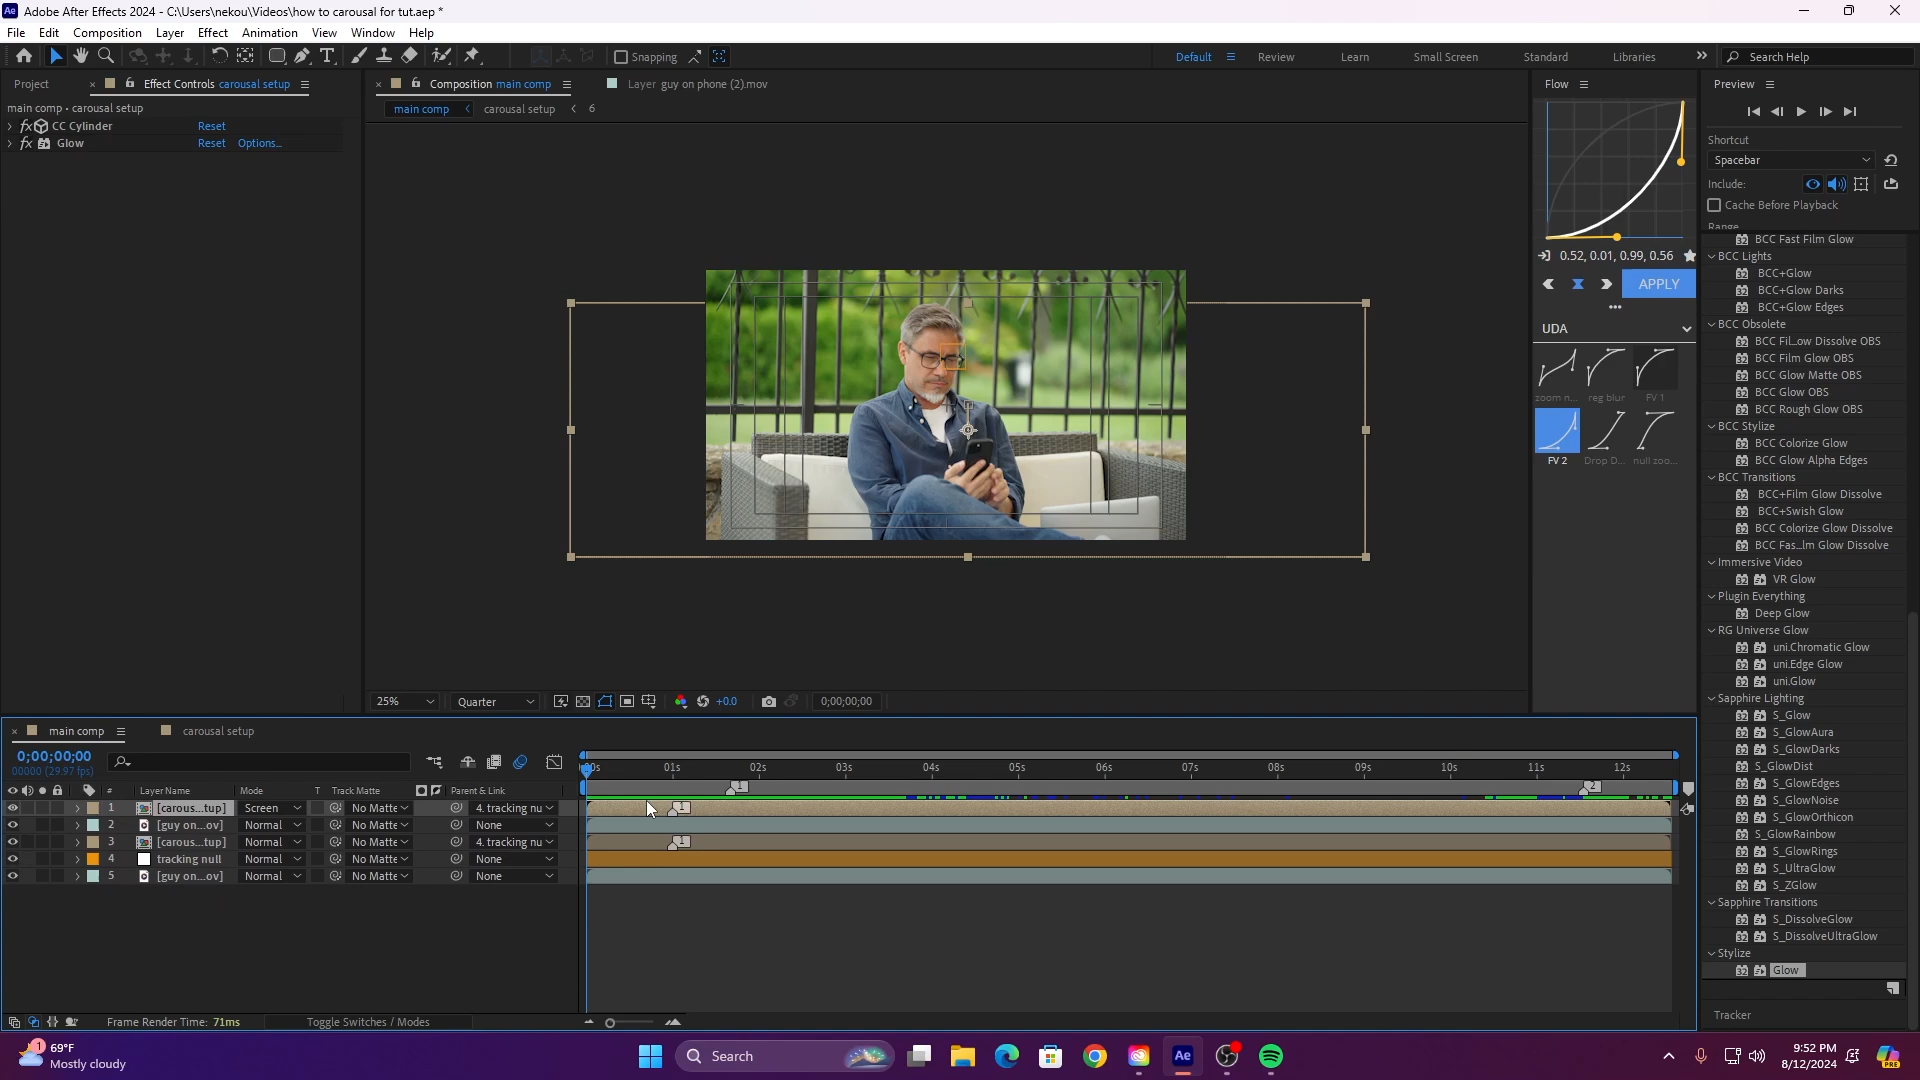 Adobe After Effects 2024 - C:\Users\nekou\Videos\how to carousal for tut.aep *
File Edit Composition Layer Effect Animation View Window Help
Snapping
Default Review Learn Small Screen Standard Libraries
Search Help
Project
Effect Controls carousal setup
main comp • carousal setup
fx CC Cylinder Reset
fx Glow Reset Options...
Composition main comp
Layer guy on phone (2).mov
main comp carousal setup 6
25% Quarter +0.0 0;00;00;00
Flow
0.52, 0.01, 0.99, 0.56
APPLY
UDA
zoom n... reg blur FV 1
FV 2 Drop D... null zoo...
Preview
Shortcut
Spacebar
Include:
Cache Before Playback
Range
BCC Fast Film Glow
BCC Lights
BCC+Glow
BCC+Glow Darks
BCC+Glow Edges
BCC Obsolete
BCC Fil...ow Dissolve OBS
BCC Film Glow OBS
BCC Glow Matte OBS
BCC Glow OBS
BCC Rough Glow OBS
BCC Stylize
BCC Colorize Glow
BCC Glow Alpha Edges
BCC Transitions
BCC+Film Glow Dissolve
BCC+Swish Glow
BCC Colorize Glow Dissolve
BCC Fas...lm Glow Dissolve
Immersive Video
VR Glow
Plugin Everything
Deep Glow
RG Universe Glow
uni.Chromatic Glow
uni.Edge Glow
uni.Glow
Sapphire Lighting
S_Glow
S_GlowAura
S_GlowDarks
S_GlowDist
S_GlowEdges
S_GlowNoise
S_GlowOrthicon
S_GlowRainbow
S_GlowRings
S_UltraGlow
S_ZGlow
Sapphire Transitions
S_DissolveGlow
S_DissolveUltraGlow
Stylize
Glow
Tracker
main comp carousal setup
0;00;00;00
00000 (29.97 fps)
:00s 01s 02s 03s 04s 05s 06s 07s 08s 09s 10s 11s 12s
1 2
# Layer Name Mode T Track Matte Parent & Link
1 [carous...tup] Screen No Matte 4. tracking nu 1
2 [guy on...ov] Normal No Matte None
3 [carous...tup] Normal No Matte 4. tracking nu 1
4 tracking null Normal No Matte None
5 [guy on...ov] Normal No Matte None
Frame Render Time: 71ms Toggle Switches / Modes
1 69°F
Mostly cloudy
Search
9:52 PM
8/12/2024